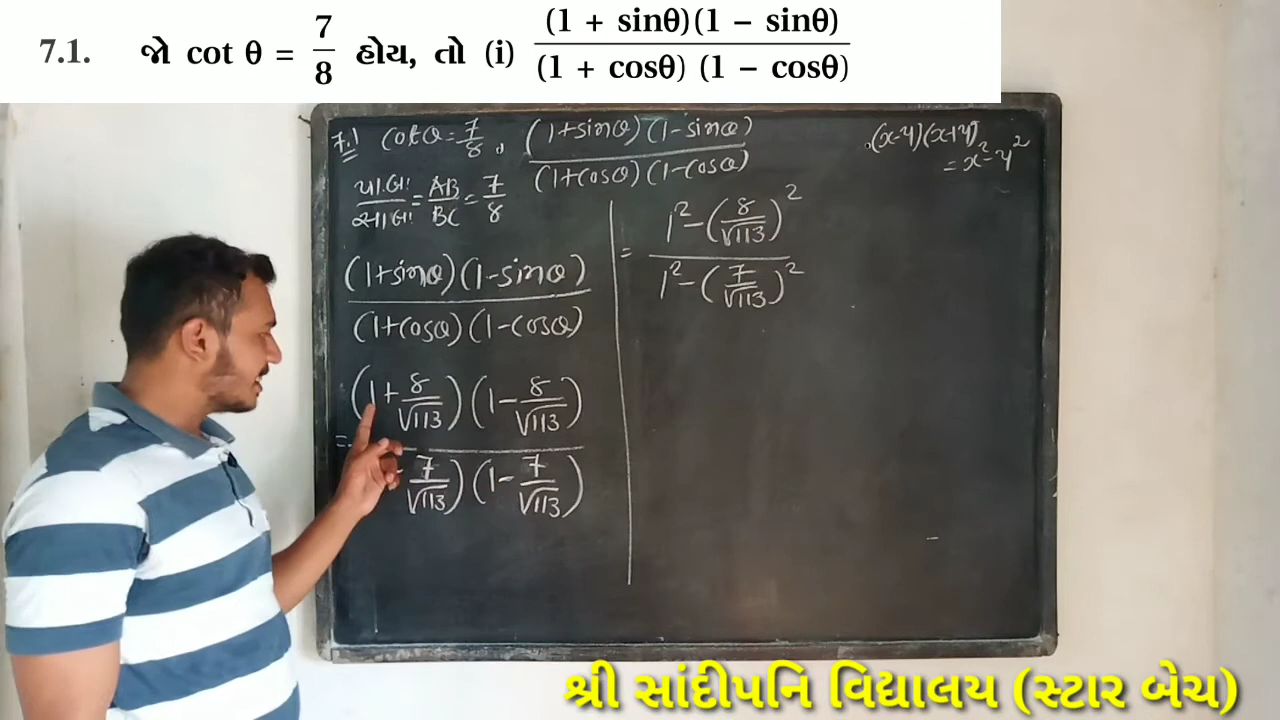 7.1. જો cot θ = 7/8 હોય, તો (i) (1 + sinθ)(1 − sinθ) / (1 + cosθ) (1 − cosθ)
7.1 cotθ = 7/8, (1+sinθ)(1-sinθ) / (1+cosθ)(1-cosθ)
.(x-y)(x+y)
= x²-y²
પા.બા / સા.બા = AB/BC = 7/8
(1+sinθ)(1-sinθ) / (1+cosθ)(1-cosθ)
= (1+8/√113)(1-8/√113) / 7/√113)(1-7/√113)
= 1²-(8/√113)² / 1²-(7/√113)²
શ્રી સાંદીપનિ વિદ્યાલય (સ્ટાર બેચ)